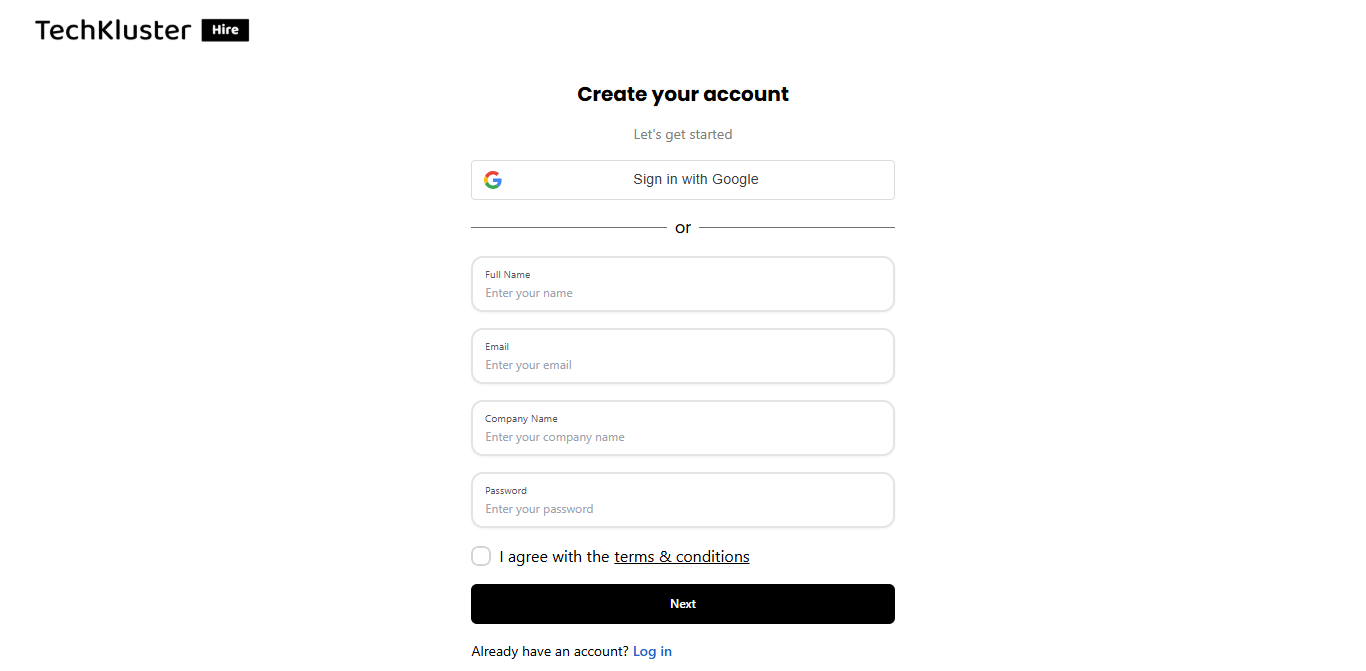 TechKluster Hire
Create your account
Let's get started
Sign in with Google
or
Full Name
Enter your name
Email
Enter your email
Company Name
Enter your company name
Password
Enter your password
I agree with the terms & conditions
Next
Already have an account? Log in